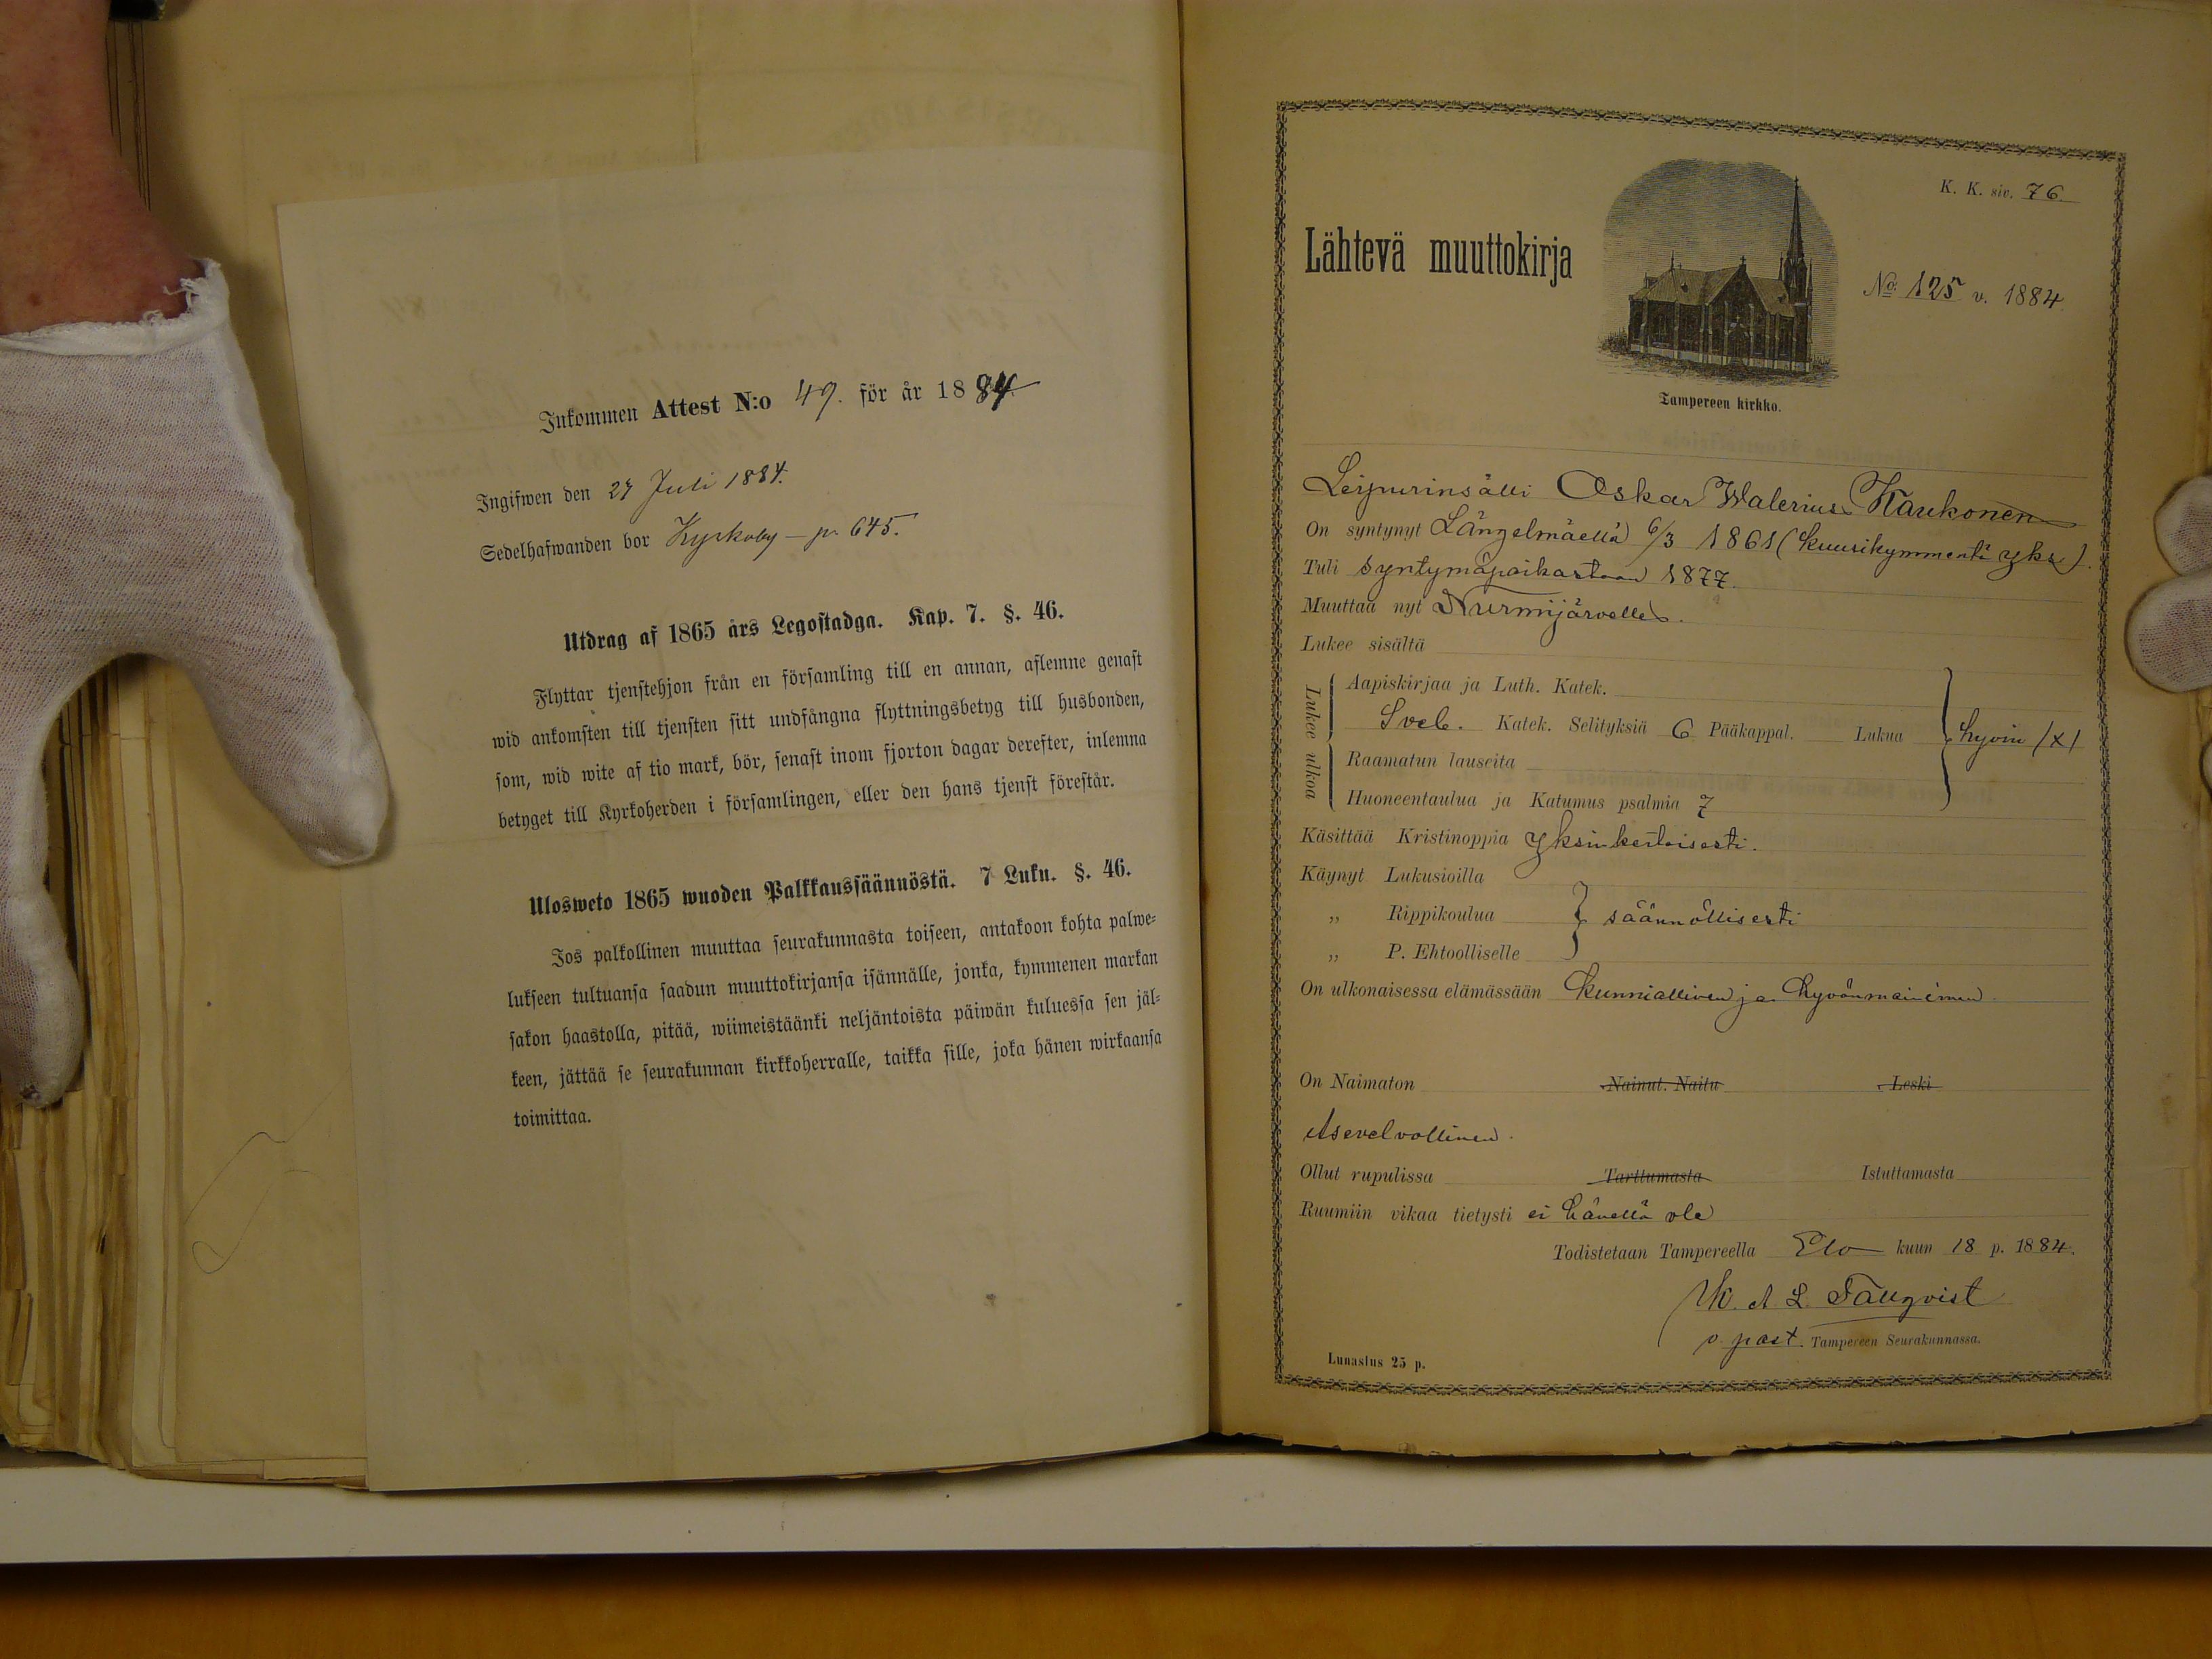 Inkommen Attest N:o 49. för år 1884
Ingifwen den 27 Juli 1884.
Sedelhafwanden bor Kyrkoby – p. 645.
Utdrag af 1865 års Legostadga. Kap. 7. §. 46.
Flyttar tjenstehjon från en församling till en annan, aflemne genast
wid ankomsten till tjensten sitt undfångna flyttningsbetyg till husbonden,
som, wid wite af tio mark, bör, senast inom fjorton dagar derefter, inlemna
betyget till Kyrkoherden i församlingen, eller den hans tjenst förestår.
Ulosweto 1865 wuoden Palkkaussäännöstä. 7 Luku. §. 46.
Jos palkollinen muuttaa seurakunnasta toiseen, antakoon kohta palwe-
lukseen tultuansa saadun muuttokirjansa isännälle, jonka, kymmenen markan
sakon haastolla, pitää, wiimeistäänki neljäntoista päiwän kuluessa sen jäl-
keen, jättää se seurakunnan kirkkoherralle, taikka sille, joka hänen wirkaansa
toimittaa.
K. K. siv. 76
Lähtevä muuttokirja
No 125 v. 1884.
Tampereen kirkko.
Leipurinsälli Oskar Walerius Kaukonen
On syntynyt Längelmäellä 6/3 1861 (kuusikymmentä yks).
Tuli syntymäpaikastaan 1877.
Muuttaa nyt Nurmijärvelle.
Lukee sisältä
Lukee ulkoa
Aapiskirjaa ja Luth. Katek.
Sveb. Katek. Selityksiä 6 Pääkappal. Lukua hyvin /x/
Raamatun lauseita
Huoneentaulua ja Katumus psalmia 7
Käsittää Kristinoppia yksinkertaisesti.
Käynyt Lukusioilla
„ Rippikoulua säännöllisesti
„ P. Ehtoolliselle
On ulkonaisessa elämässään kunniallinen ja hyvänmaininen.
On Naimaton Nainut. Naitu Leski
Asevelvollinen.
Ollut rupulissa Tarttumasta Istuttamasta
Ruumiin vikaa tietysti ei hänellä ole
Todistetaan Tampereella Elo kuun 18 p. 1884.
K. A L. Fallqvist
v. past. Tampereen Seurakunnassa.
Lunastus 25 p.